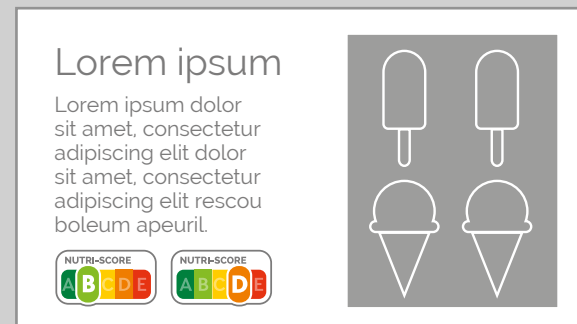 Lorem ipsum
Lorem ipsum dolor
sit amet, consectetur
adipiscing elit dolor
sit amet, consectetur
adipiscing elit rescou
boleum apeuril.
NUTRI-SCORE NUTRI-SCORE
A B C D E A B C D E